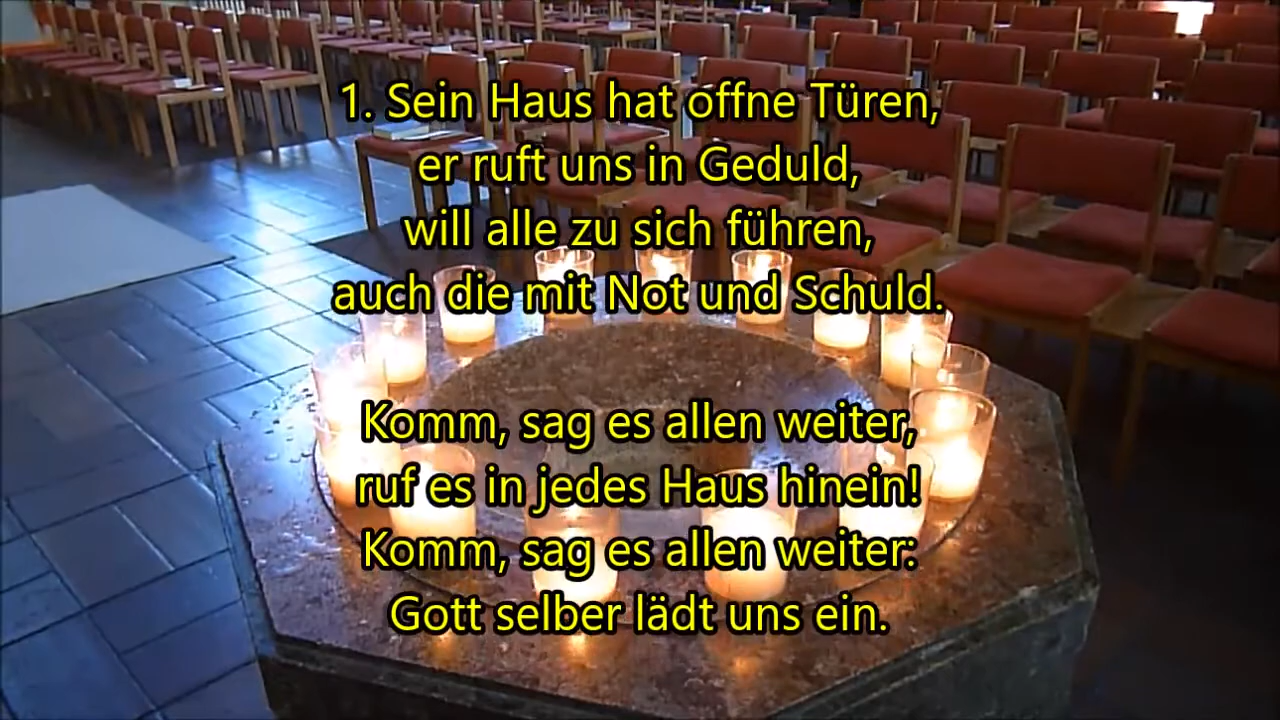 1. Sein Haus hat offne Türen,
er ruft uns in Geduld,
will alle zu sich führen,
auch die mit Not und Schuld.
Komm, sag es allen weiter,
ruf es in jedes Haus hinein!
Komm, sag es allen weiter:
Gott selber lädt uns ein.